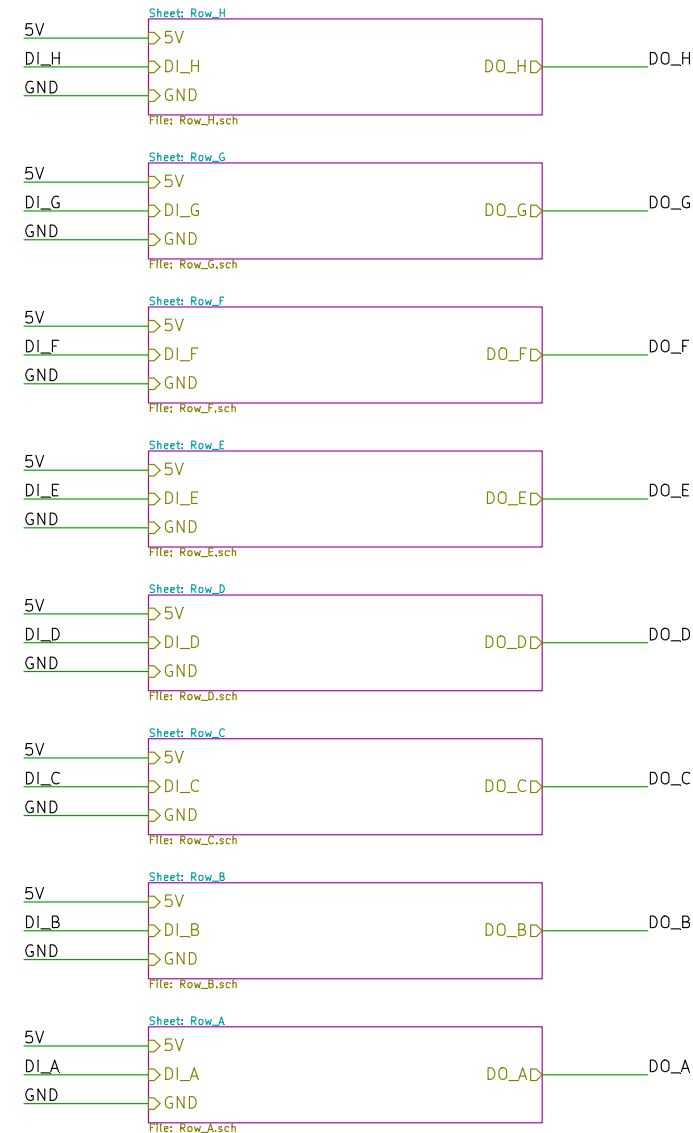 Sheet: Row_H
5V 5V
DI_H DI_H DO_H DO_H
GND GND
File: Row_H.sch
Sheet: Row_G
5V 5V
DI_G DI_G DO_G DO_G
GND GND
File: Row_G.sch
Sheet: Row_F
5V 5V
DI_F DI_F DO_F DO_F
GND GND
File: Row_F.sch
Sheet: Row_E
5V 5V
DI_E DI_E DO_E DO_E
GND GND
File: Row_E.sch
Sheet: Row_D
5V 5V
DI_D DI_D DO_D DO_D
GND GND
File: Row_D.sch
Sheet: Row_C
5V 5V
DI_C DI_C DO_C DO_C
GND GND
File: Row_C.sch
Sheet: Row_B
5V 5V
DI_B DI_B DO_B DO_B
GND GND
File: Row_B.sch
Sheet: Row_A
5V 5V
DI_A DI_A DO_A DO_A
GND GND
File: Row_A.sch